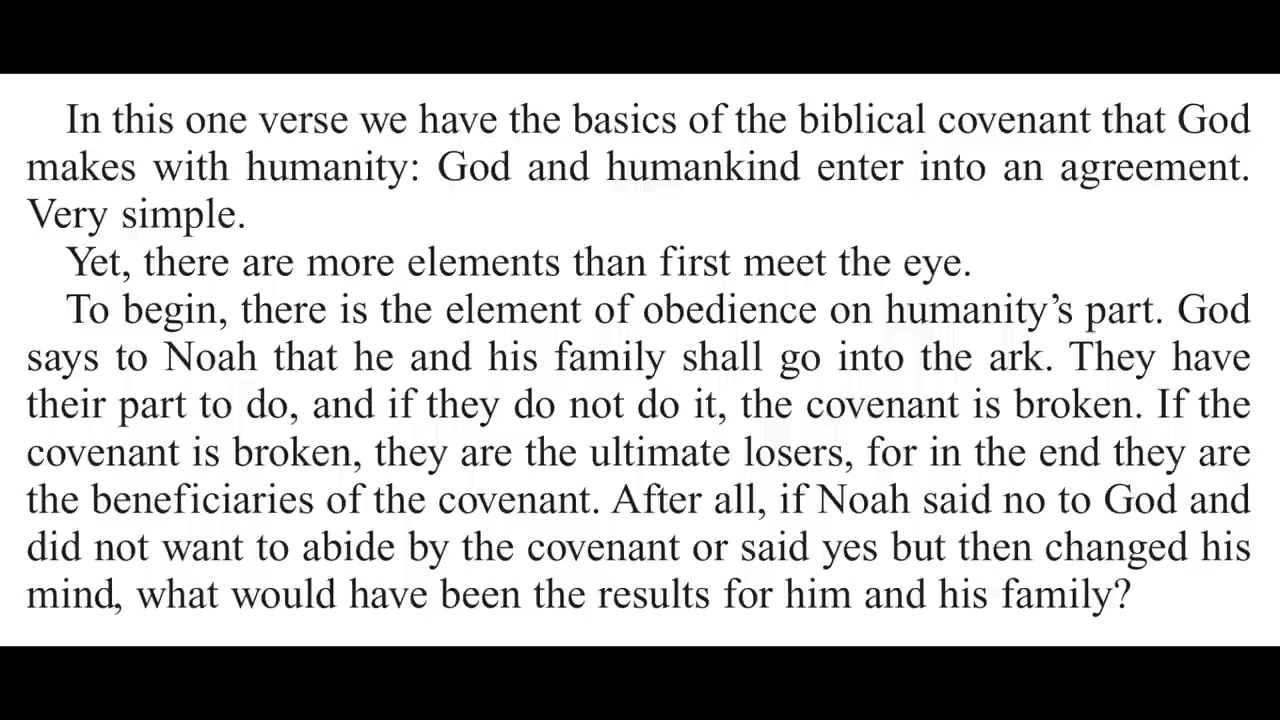 In this one verse we have the basics of the biblical covenant that God
makes with humanity: God and humankind enter into an agreement.
Very simple.
Yet, there are more elements than first meet the eye.
To begin, there is the element of obedience on humanity’s part. God
says to Noah that he and his family shall go into the ark. They have
their part to do, and if they do not do it, the covenant is broken. If the
covenant is broken, they are the ultimate losers, for in the end they are
the beneficiaries of the covenant. After all, if Noah said no to God and
did not want to abide by the covenant or said yes but then changed his
mind, what would have been the results for him and his family?